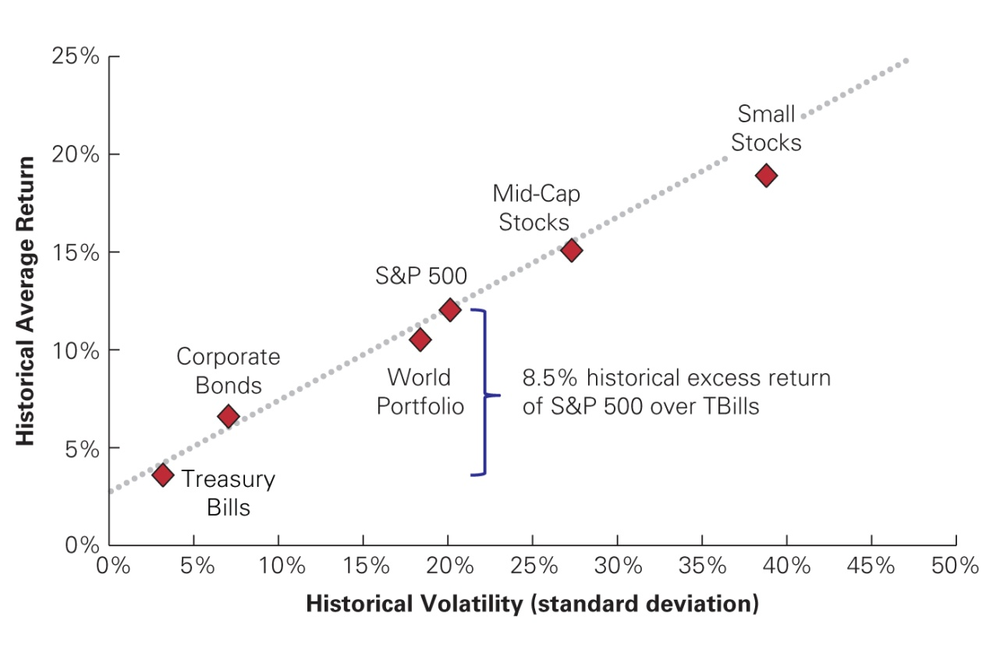 25%
20%
15%
10%
5%
0%
Historical Average Return
Small
Stocks
Mid-Cap
Stocks
S&P 500
World
Portfolio
Corporate
Bonds
Treasury
Bills
8.5% historical excess return
of S&P 500 over TBills
0% 5% 10% 15% 20% 25% 30% 35% 40% 45% 50%
Historical Volatility (standard deviation)